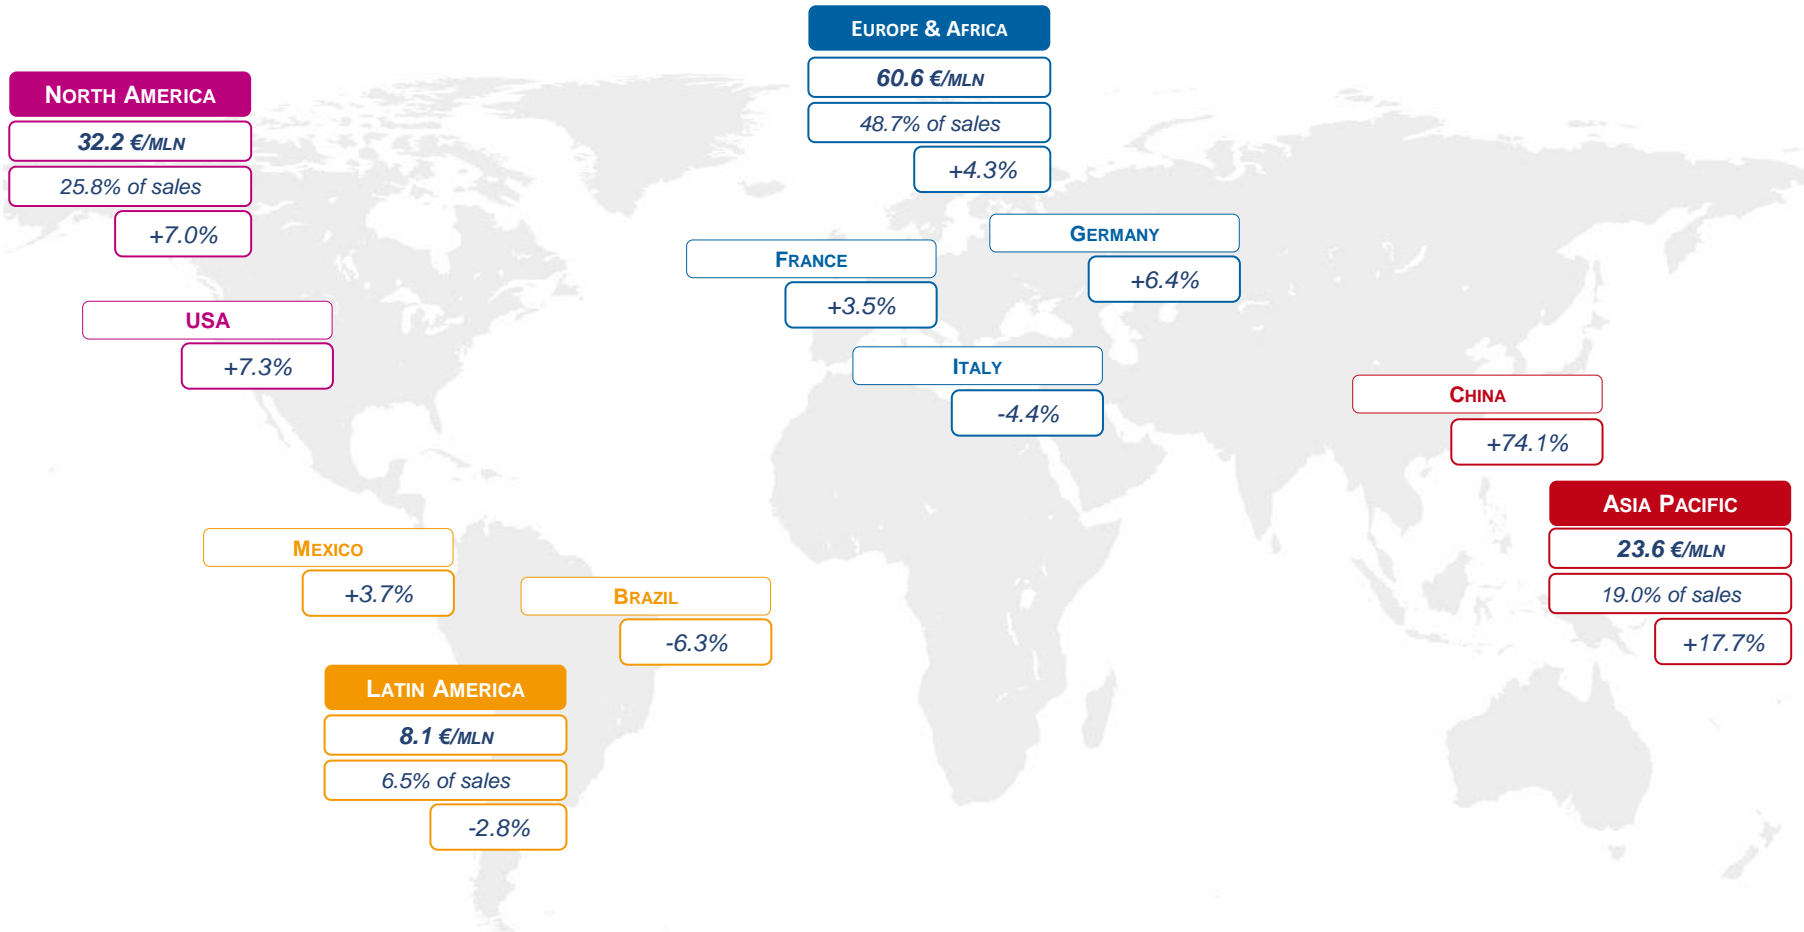 EUROPE & AFRICA
60.6 €/MLN
48.7% of sales
+4.3%
NORTH AMERICA
32.2 €/MLN
25.8% of sales
+7.0%
USA
+7.3%
FRANCE
+3.5%
GERMANY
+6.4%
ITALY
-4.4%
CHINA
+74.1%
ASIA PACIFIC
23.6 €/MLN
19.0% of sales
+17.7%
MEXICO
+3.7%
BRAZIL
-6.3%
LATIN AMERICA
8.1 €/MLN
6.5% of sales
-2.8%